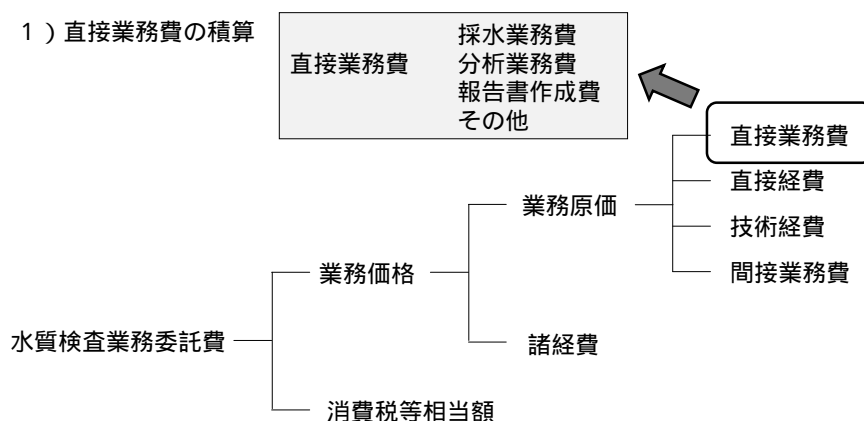 1)直接業務費の積算
直接業務費
採水業務費
分析業務費
報告書作成費
その他
直接業務費
直接経費
業務原価
技術経費
間接業務費
業務価格
諸経費
水質検査業務委託費
消費税等相当額